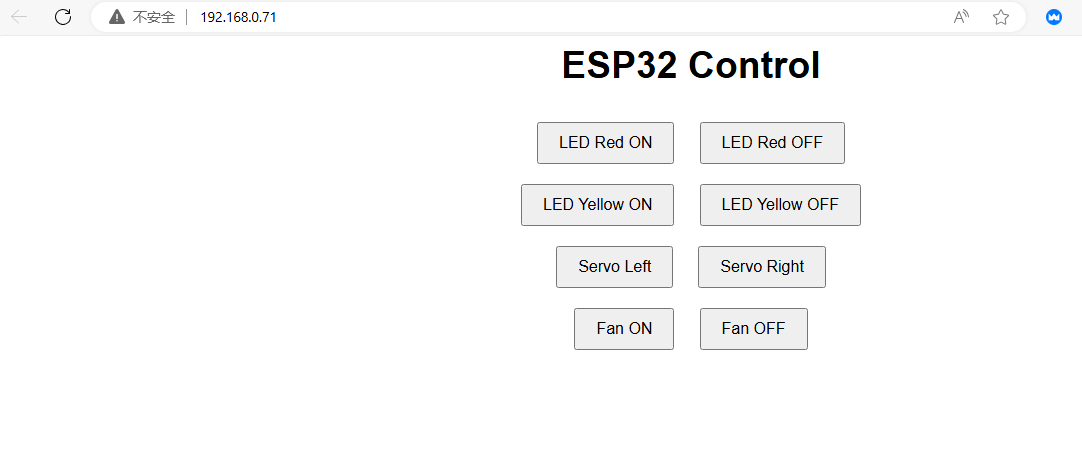 不安全 192.168.0.71
ESP32 Control
LED Red ON LED Red OFF
LED Yellow ON LED Yellow OFF
Servo Left Servo Right
Fan ON Fan OFF